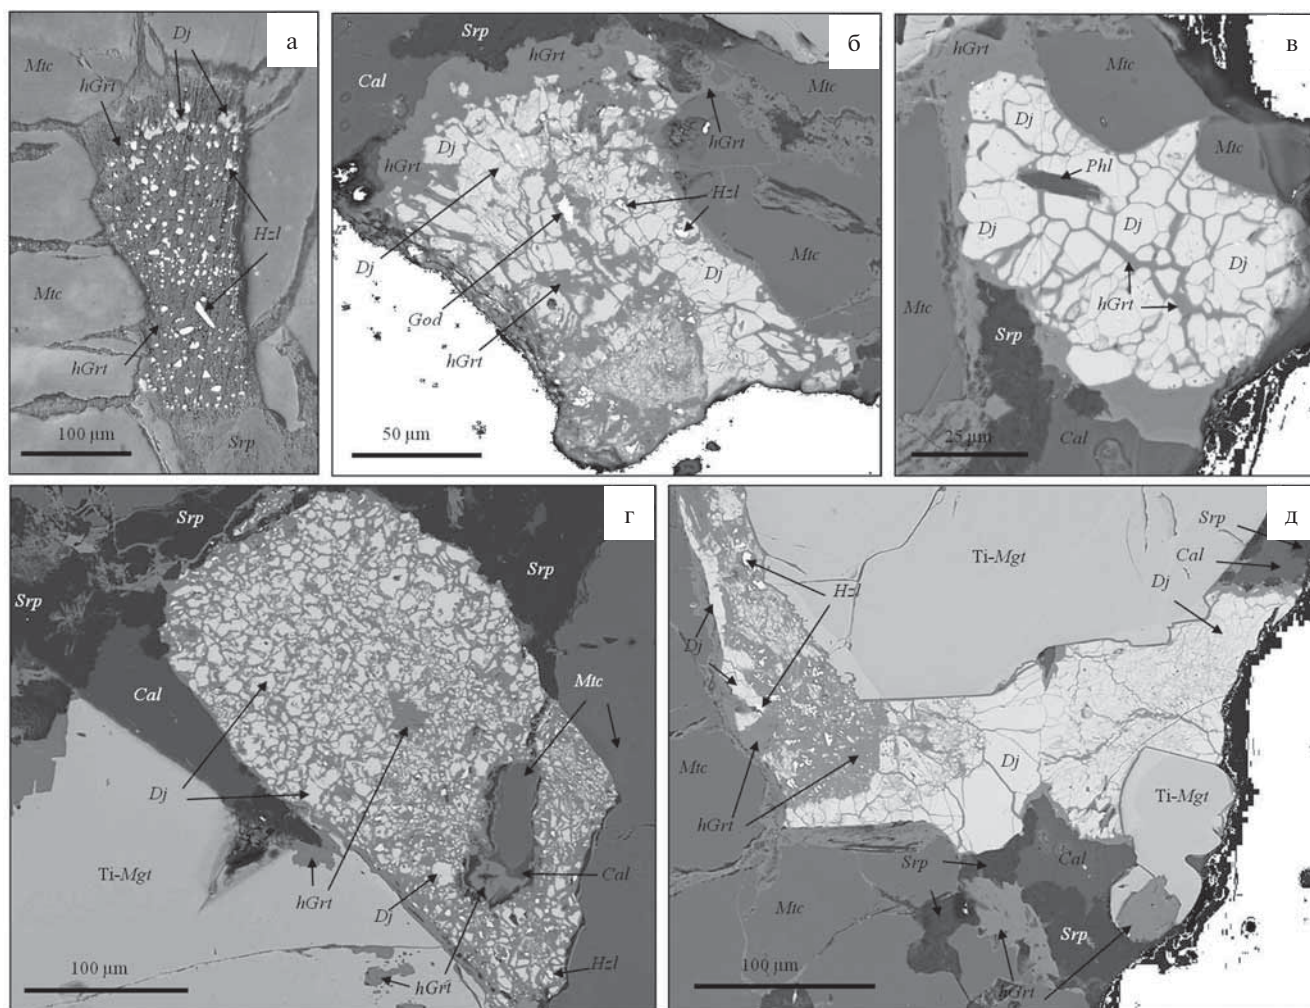 а
Dj
Mtc
hGrt
Hzl
Mtc
hGrt
Srp
100 µm
б
Srp
Cal
Mtc
hGrt
Dj
hGrt
Hzl
Dj
Mtc
Dj
God
hGrt
50 µm
в
hGrt
Mtc
Dj
Phl
Mtc
Dj
Dj
Dj
hGrt
Mtc
Srp
Cal
25 µm
г
Srp
Srp
Srp
Cal
Mtc
Dj
Ti-Mgt
hGrt
Dj
Cal
hGrt
Hzl
100 µm
д
Ti-Mgt
Srp
Cal
Dj
Hzl
Dj
Mtc
Dj
Ti-Mgt
hGrt
Srp
Cal
Mtc
Srp
hGrt
100 µm